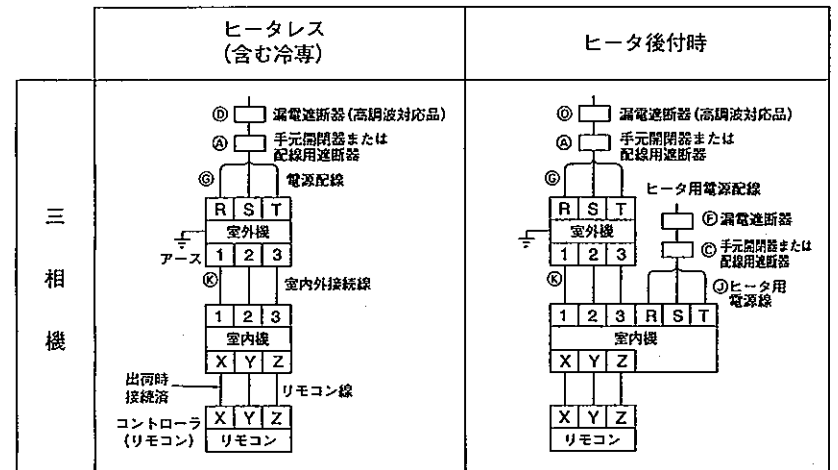 ヒータレス
(含む冷専)
ヒータ後付時
三相機
Ⓓ 漏電遮断器(高調波対応品)
Ⓐ 手元開閉器または
配線用遮断器
Ⓖ 電源配線
R S T
室外機
アース
1 2 3
Ⓚ 室内外接続線
1 2 3
室内機
X Y Z
出荷時
接続済
リモコン線
コントローラ
(リモコン)
X Y Z
リモコン
Ⓓ 漏電遮断器(高調波対応品)
Ⓐ 手元開閉器または
配線用遮断器
Ⓖ
ヒータ用電源配線
R S T
室外機
1 2 3
Ⓕ漏電遮断器
Ⓒ 手元開閉器または
配線用遮断器
Ⓚ
Ⓙヒータ用
電源線
1 2 3 R S T
室内機
X Y Z
X Y Z
リモコン